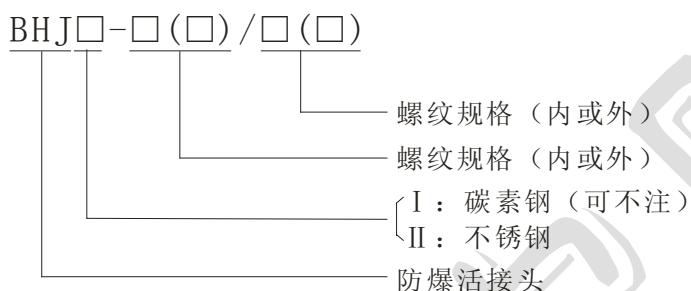 BHJ□-□(□)/□(□)
螺纹规格（内或外）
螺纹规格（内或外）
Ⅰ：碳素钢（可不注）
Ⅱ：不锈钢
防爆活接头